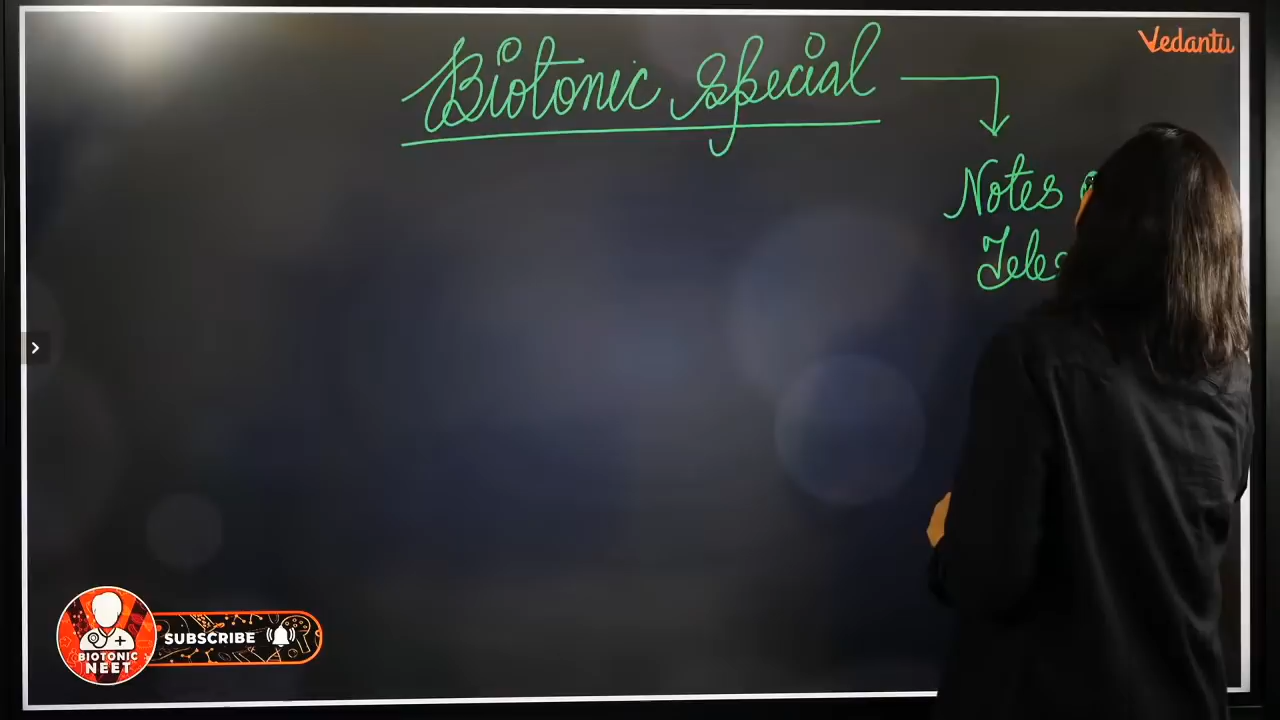 Biotonic Special
Vedantu
Notes
SUBSCRIBE
BIOTONIC
NEET